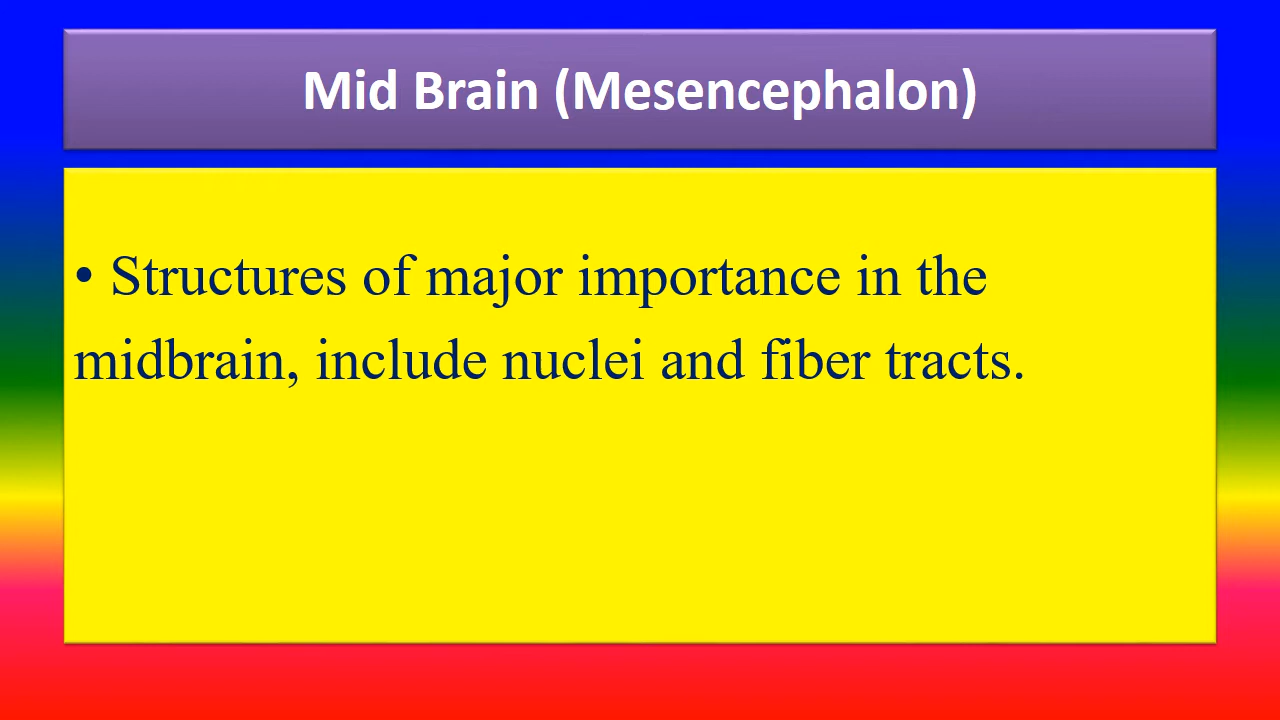 Mid Brain (Mesencephalon)
• Structures of major importance in the
midbrain, include nuclei and fiber tracts.